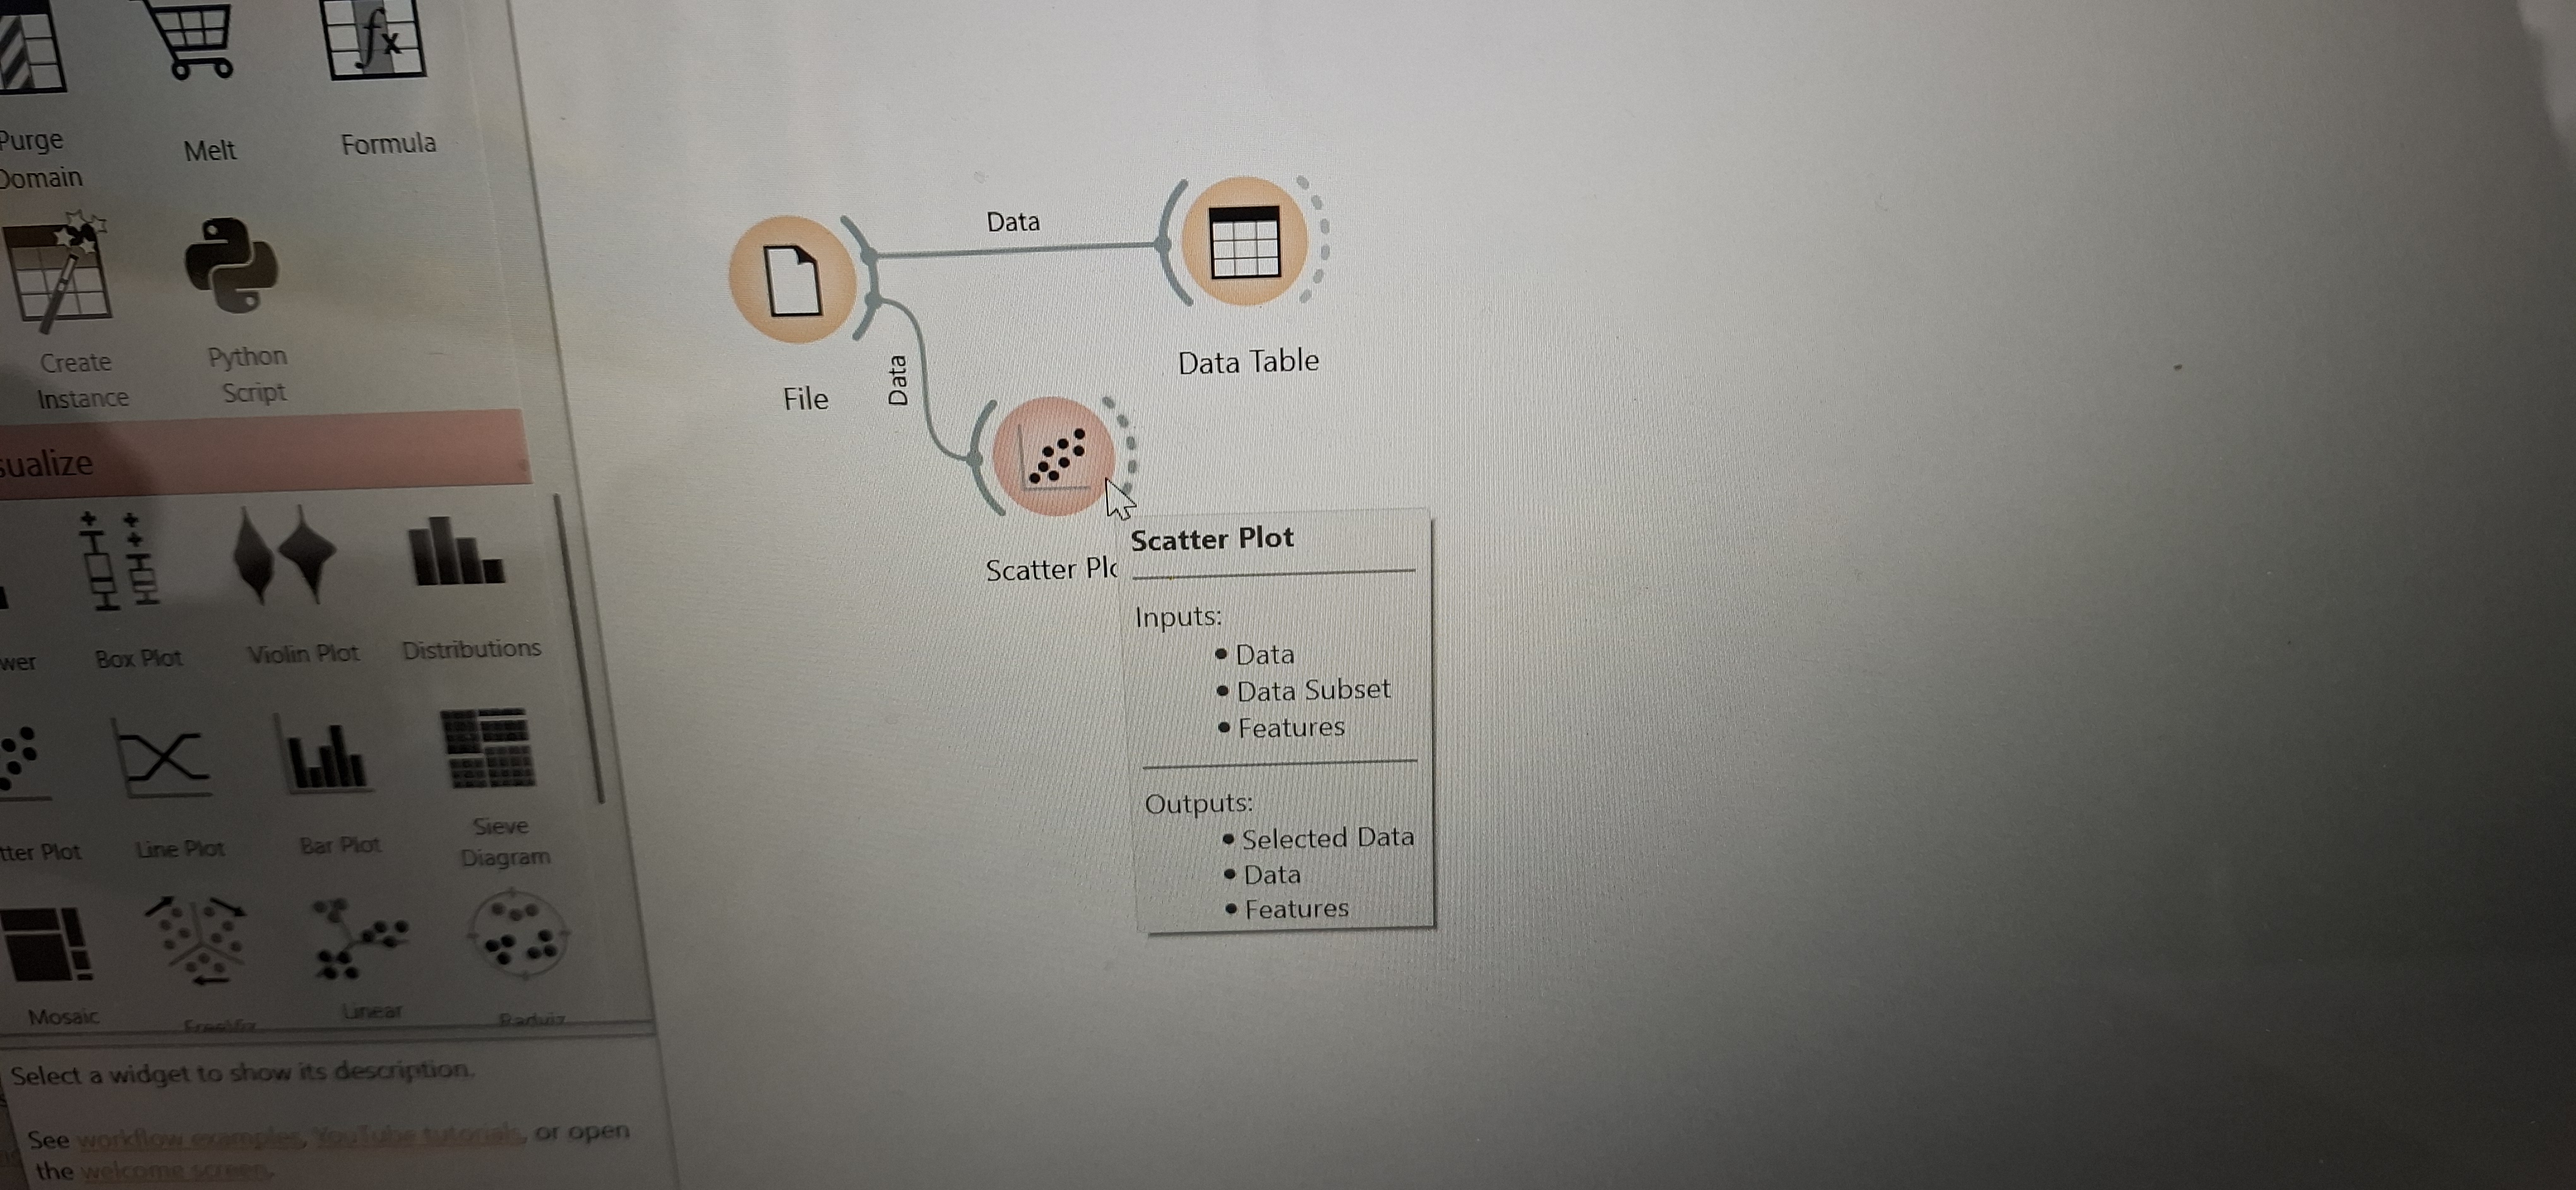 Purge
Domain
Melt
Formula
Create
Instance
Python
Script
sualize
wer
Box Plot
Violin Plot
Distributions
tter Plot
Line Plot
Bar Plot
Sieve
Diagram
Mosaic
Linear
Select a widget to show its description.
See workflow examples, YouTube tutorials, or open
the welcome screen.
File
Data
Data
Data Table
Scatter Plo
Scatter Plot
Inputs:
• Data
• Data Subset
• Features
Outputs:
• Selected Data
• Data
• Features